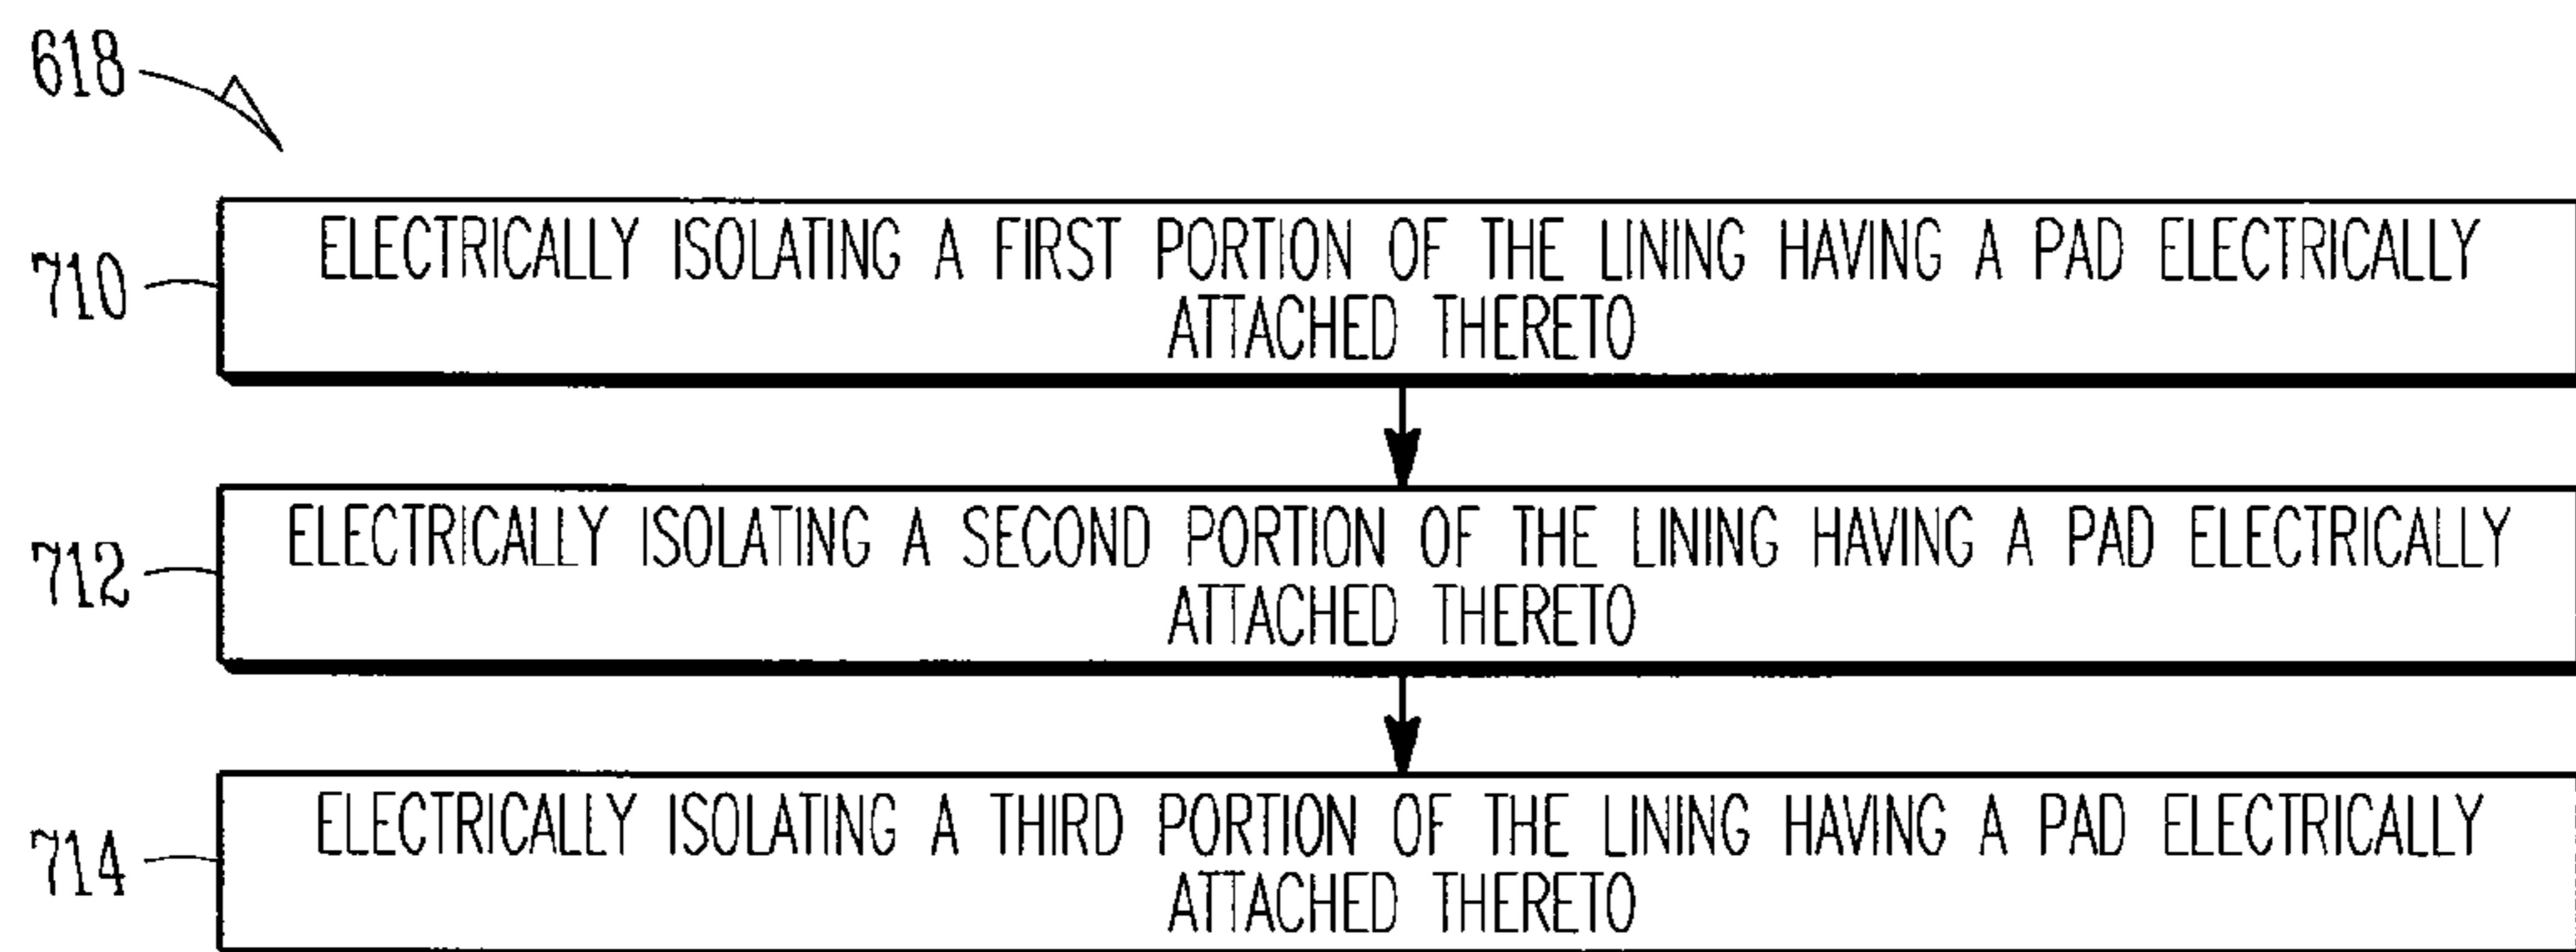 618
710
ELECTRICALLY ISOLATING A FIRST PORTION OF THE LINING HAVING A PAD ELECTRICALLY
ATTACHED THERETO
712
ELECTRICALLY ISOLATING A SECOND PORTION OF THE LINING HAVING A PAD ELECTRICALLY
ATTACHED THERETO
714
ELECTRICALLY ISOLATING A THIRD PORTION OF THE LINING HAVING A PAD ELECTRICALLY
ATTACHED THERETO